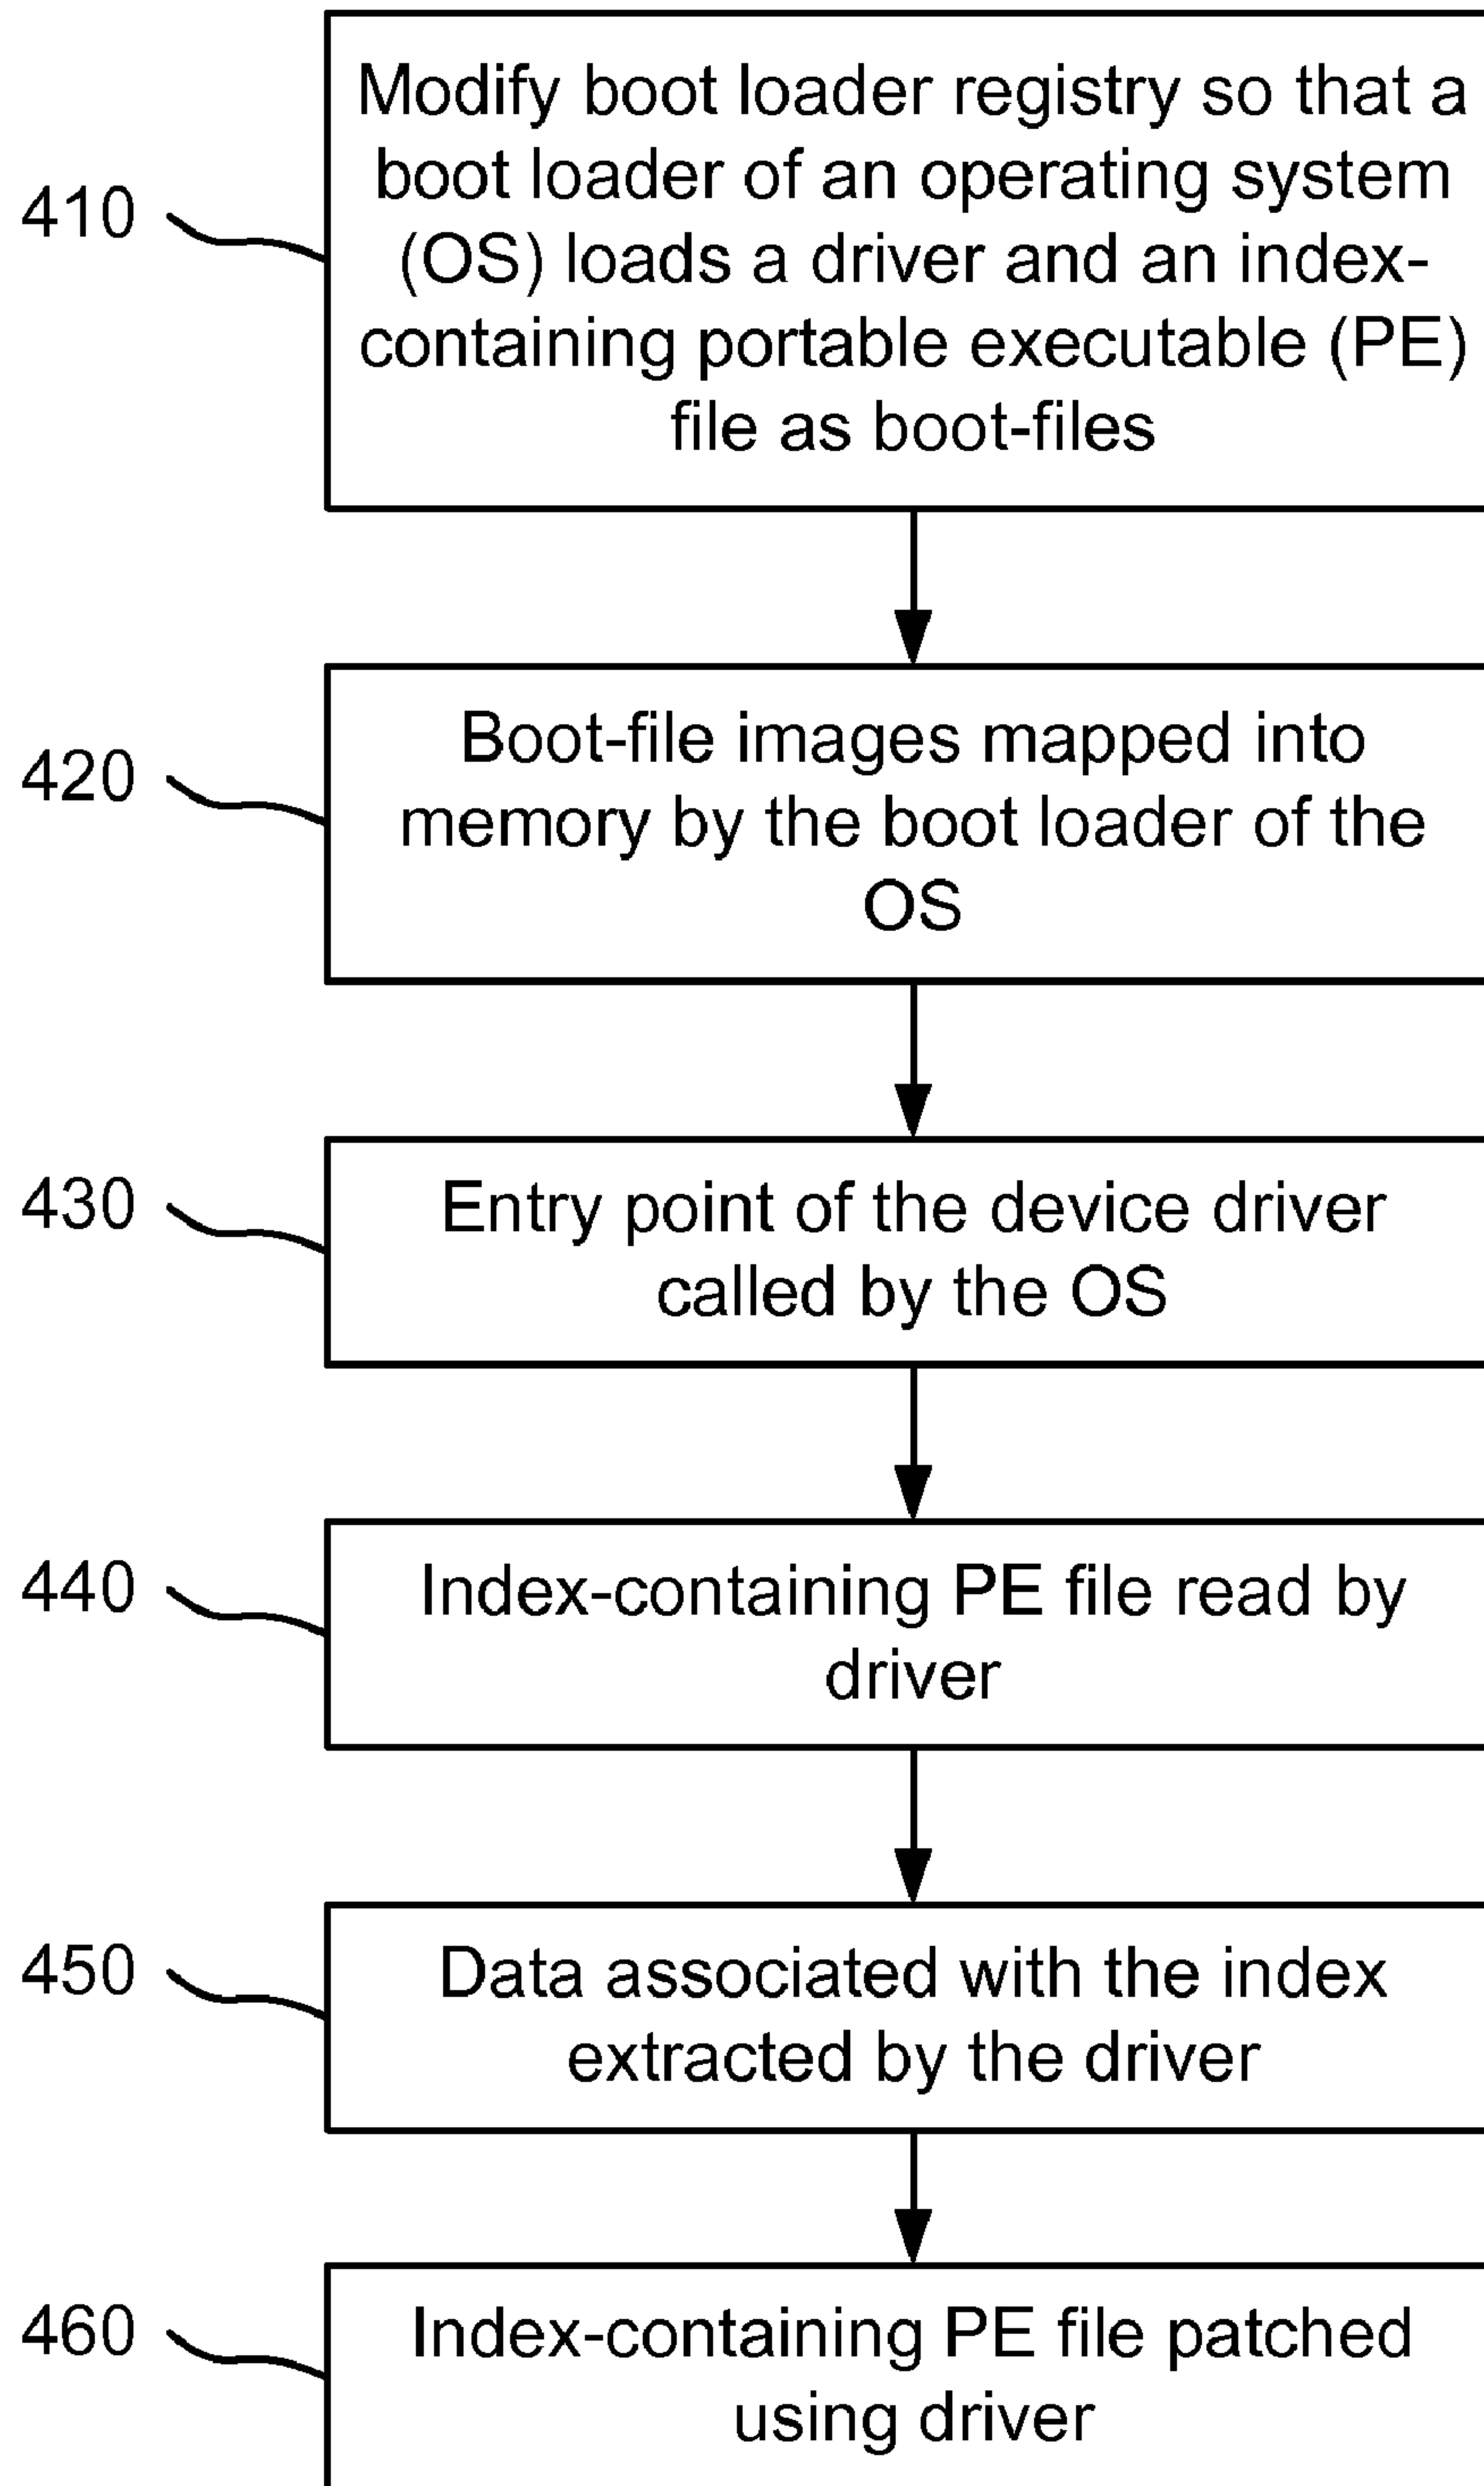 410
Modify boot loader registry so that a
boot loader of an operating system
(OS) loads a driver and an index-
containing portable executable (PE)
file as boot-files
420
Boot-file images mapped into
memory by the boot loader of the
OS
430
Entry point of the device driver
called by the OS
440
Index-containing PE file read by
driver
450
Data associated with the index
extracted by the driver
460
Index-containing PE file patched
using driver